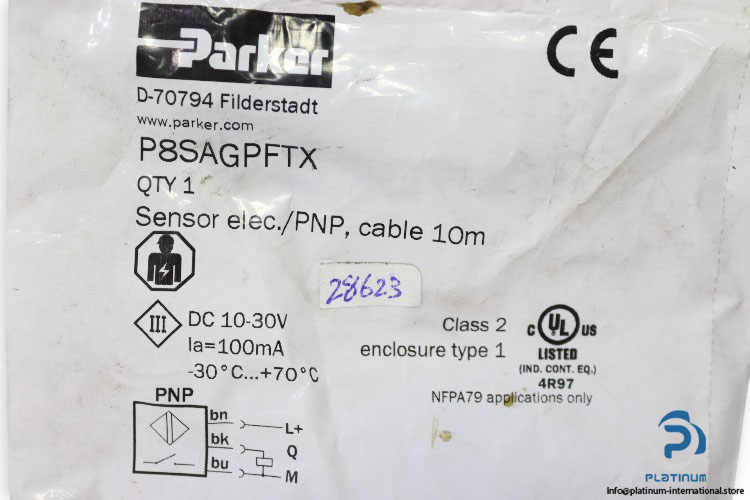 Parker
CE
D-70794 Filderstadt
www.parker.com
P8SAGPFTX
QTY 1
Sensor elec./PNP, cable 10m
28623
III
DC 10-30V
Ia=100mA
-30°C...+70°C
Class 2
enclosure type 1
C UL US
LISTED
(IND. CONT. EQ.)
4R97
NFPA79 applications only
PNP
bn
L+
bk
Q
bu
M
PLATINUM
Info@platinum-international.store